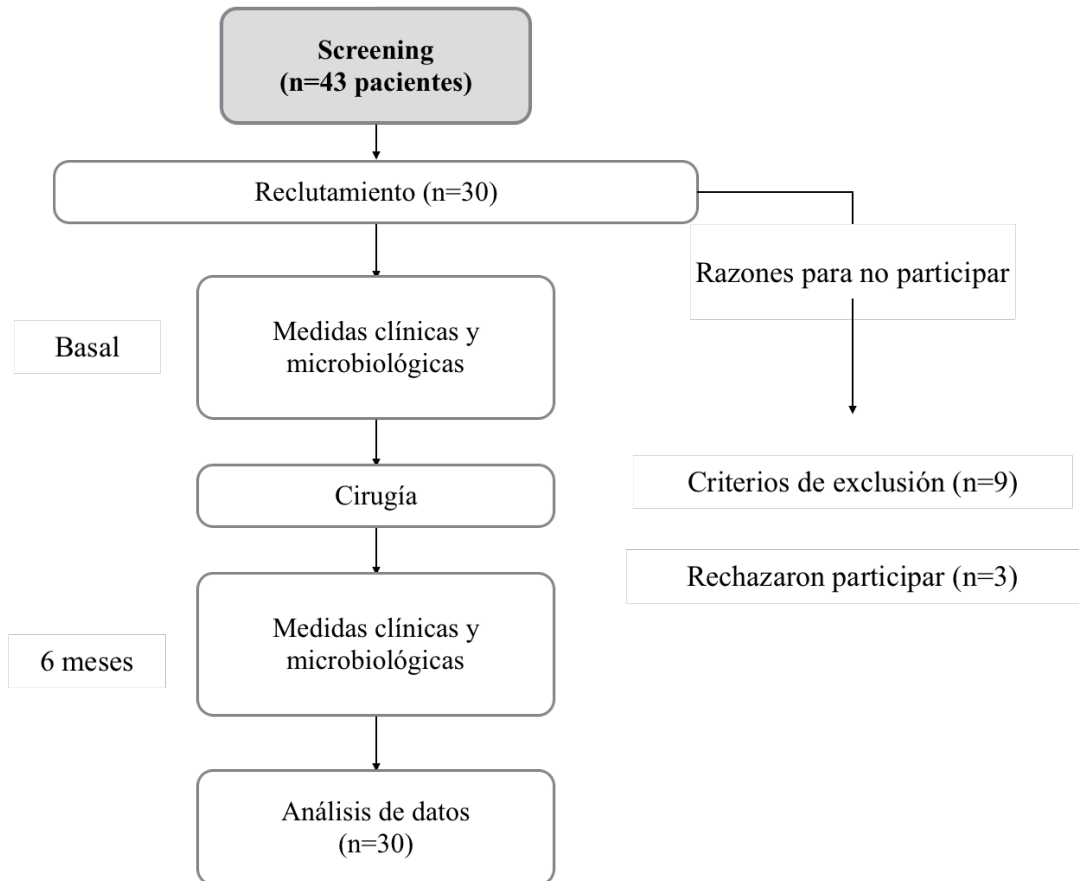 Screening
(n=43 pacientes)
Reclutamiento (n=30)
Razones para no participar
Basal
Medidas clínicas y
microbiológicas
Criterios de exclusión (n=9)
Cirugía
Rechazaron participar (n=3)
6 meses
Medidas clínicas y
microbiológicas
Análisis de datos
(n=30)